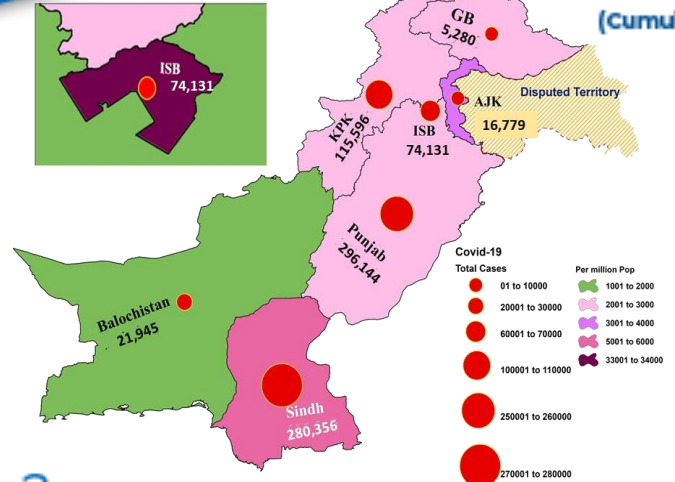 (Cumul
GB
5,280
ISB
74,131
Disputed Territory
AJK
16,779
KPK
115,596
ISB
74,131
Punjab
296,144
Balochistan
21,945
Sindh
280,356
Covid-19
Total Cases
01 to 10000
20001 to 30000
60001 to 70000
100001 to 110000
250001 to 260000
270001 to 280000
Per million Pop
1001 to 2000
2001 to 3000
3001 to 4000
5001 to 6000
33001 to 34000